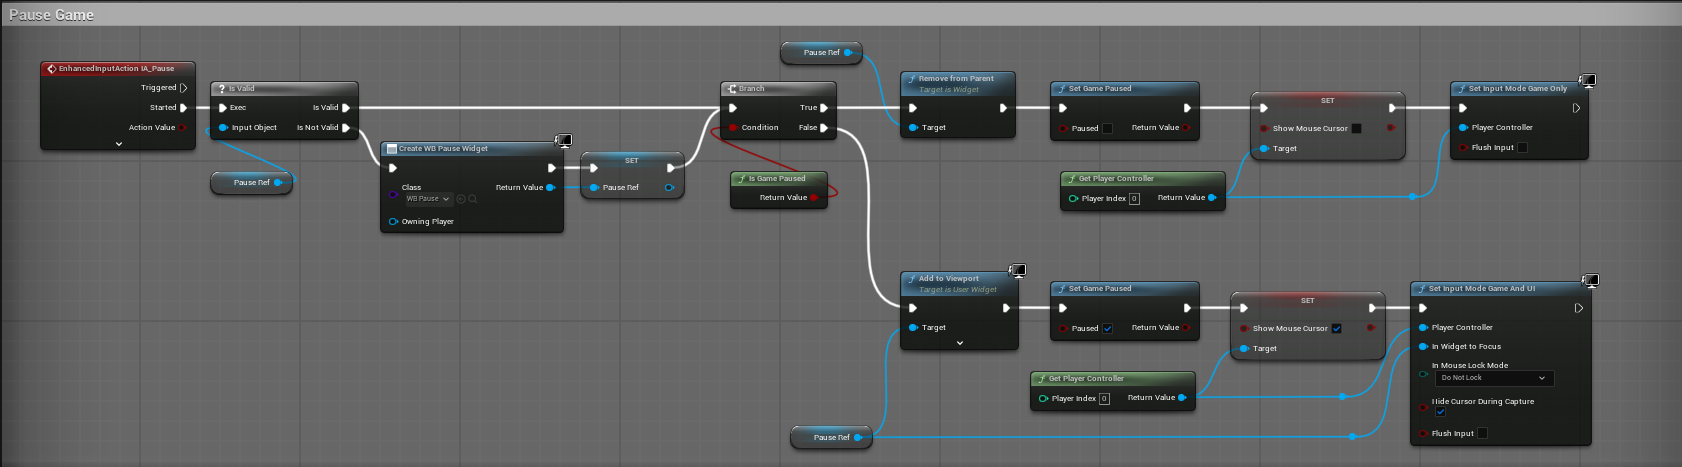 Pause Game
EnhancedInputAction IA_Pause
Triggered
Started
Action Value
? Is Valid
Exec
Is Valid
Input Object
Is Not Valid
Pause Ref
Create WB Pause Widget
Class
WB Pause
Return Value
Owning Player
SET
Pause Ref
Branch
True
Condition
False
Is Game Paused
Return Value
Pause Ref
Remove from Parent
Target is Widget
Target
Set Game Paused
Paused
Return Value
SET
Show Mouse Cursor
Target
Get Player Controller
Player Index 0
Return Value
Set Input Mode Game Only
Player Controller
Flush Input
Add to Viewport
Target is User Widget
Target
Set Game Paused
Paused
Return Value
SET
Show Mouse Cursor
Target
Get Player Controller
Player Index 0
Return Value
Pause Ref
Set Input Mode Game And UI
Player Controller
In Widget to Focus
In Mouse Lock Mode
Do Not Lock
Hide Cursor During Capture
Flush Input